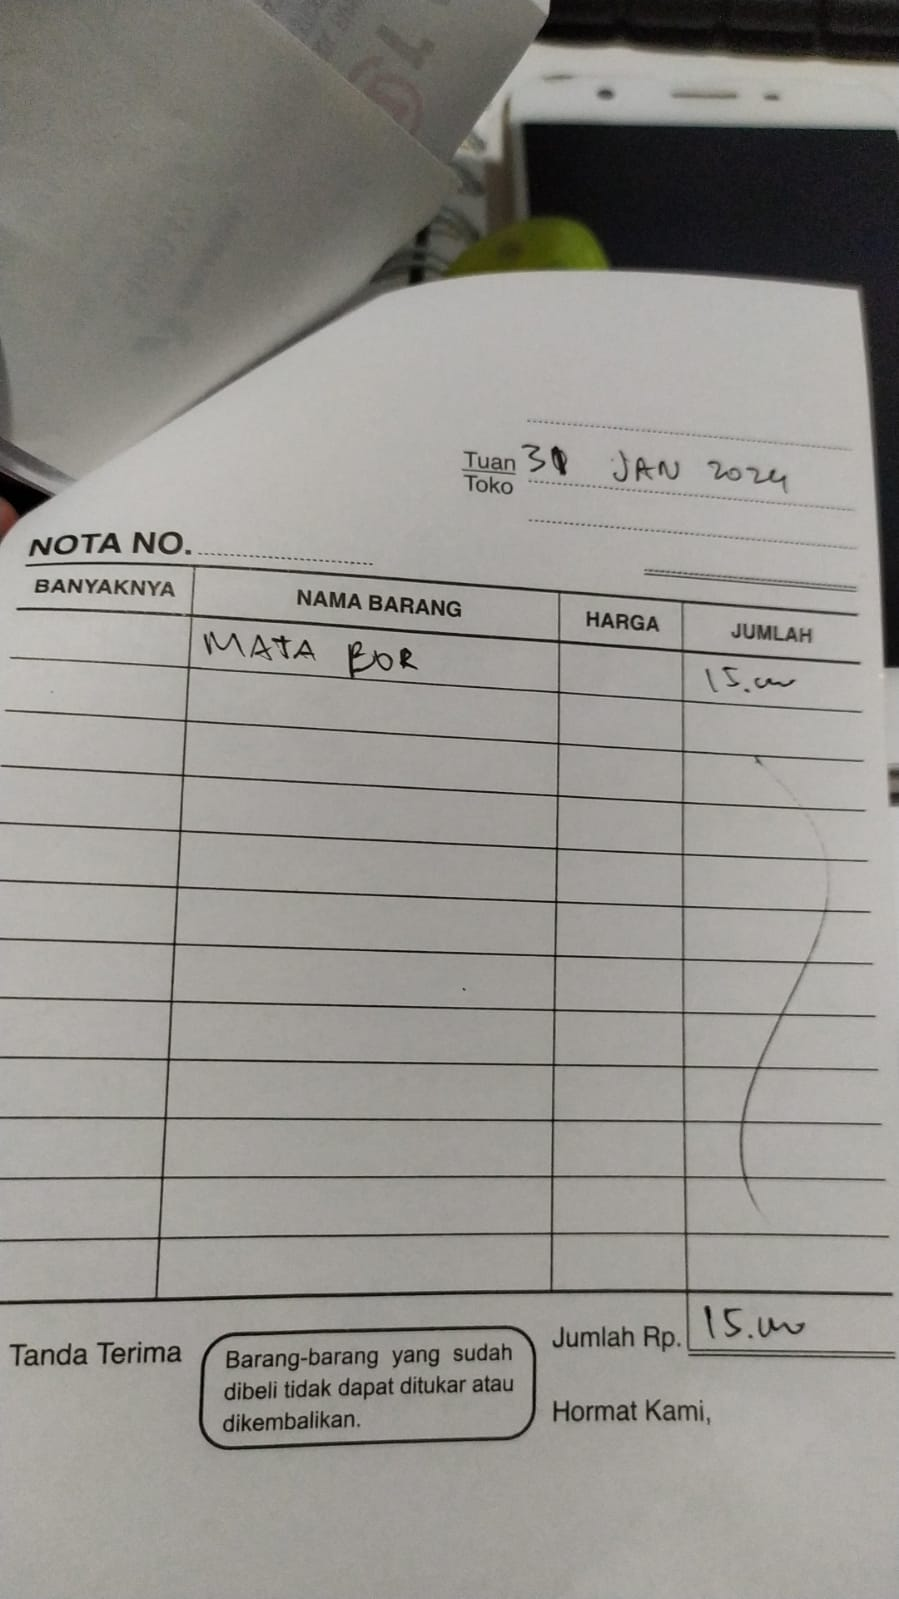 Tuan
Toko
31 JAN 2024
NOTA NO.
BANYAKNYA NAMA BARANG HARGA JUMLAH
MATA BOR 15.000
Tanda Terima
Barang-barang yang sudah
dibeli tidak dapat ditukar atau
dikembalikan.
Jumlah Rp. 15.000
Hormat Kami,